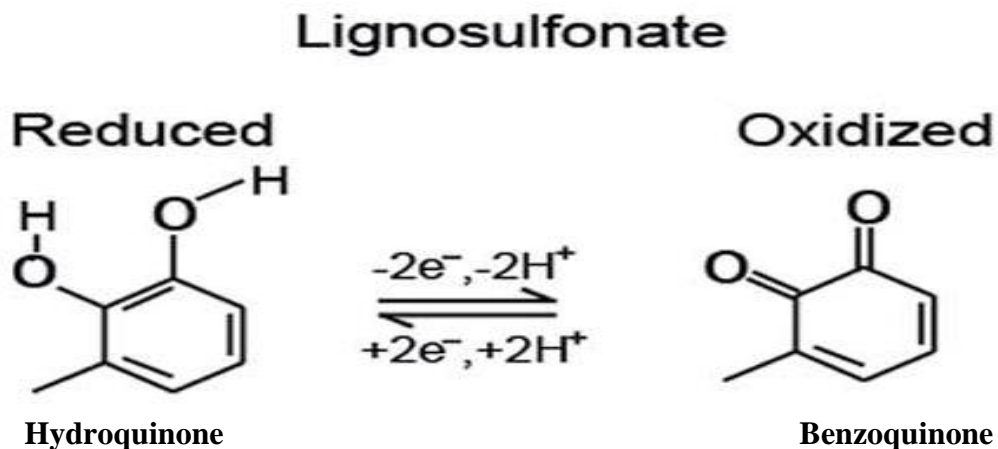 Lignosulfonate
Reduced
Oxidized
H
O
O
H
-2e⁻,-2H⁺
+2e⁻,+2H⁺
O
O
Hydroquinone
Benzoquinone